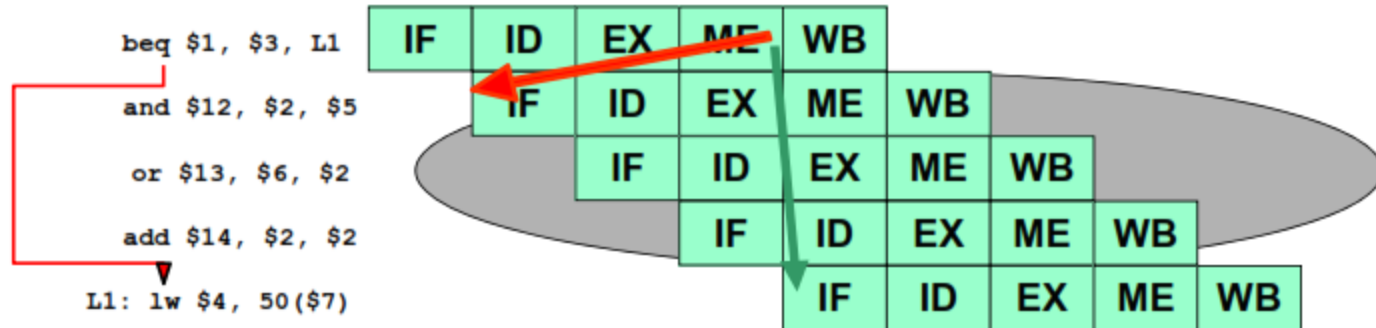 beq $1, $3, L1 IF ID EX ME WB
and $12, $2, $5 IF ID EX ME WB
or $13, $6, $2 IF ID EX ME WB
add $14, $2, $2 IF ID EX ME WB
L1: lw $4, 50($7) IF ID EX ME WB